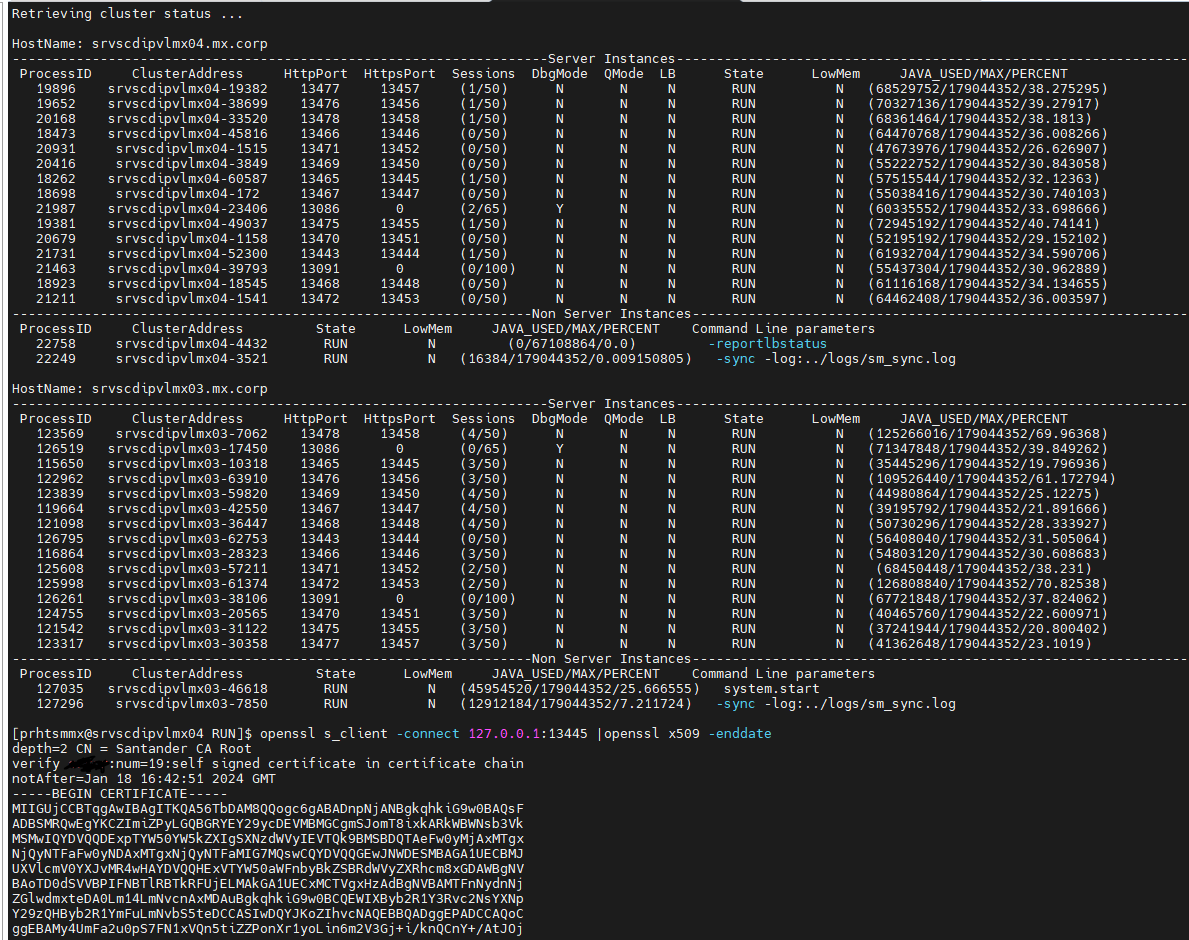 Retrieving cluster status ...
HostName: srvscdipvlmx04.mx.corp
-------------------------------------------------------------------Server Instances----------------------------------------------------------------
ProcessID ClusterAddress HttpPort HttpsPort Sessions DbgMode QMode LB State LowMem JAVA_USED/MAX/PERCENT
19896 srvscdipvlmx04-19382 13477 13457 (1/50) N N N RUN N (68529752/179044352/38.275295)
19652 srvscdipvlmx04-38699 13476 13456 (1/50) N N N RUN N (70327136/179044352/39.27917)
20168 srvscdipvlmx04-33520 13478 13458 (1/50) N N N RUN N (68361464/179044352/38.1813)
18473 srvscdipvlmx04-45816 13466 13446 (0/50) N N N RUN N (64470768/179044352/36.008266)
20931 srvscdipvlmx04-1515 13471 13452 (0/50) N N N RUN N (47673976/179044352/26.626907)
20416 srvscdipvlmx04-3849 13469 13450 (0/50) N N N RUN N (55222752/179044352/30.843058)
18262 srvscdipvlmx04-60587 13465 13445 (1/50) N N N RUN N (57515544/179044352/32.12363)
18698 srvscdipvlmx04-172 13467 13447 (0/50) N N N RUN N (55038416/179044352/30.740103)
21987 srvscdipvlmx04-23406 13086 0 (2/65) Y N N RUN N (60335552/179044352/33.698666)
19381 srvscdipvlmx04-49037 13475 13455 (1/50) N N N RUN N (72945192/179044352/40.74141)
20679 srvscdipvlmx04-1158 13470 13451 (0/50) N N N RUN N (52195192/179044352/29.152102)
21731 srvscdipvlmx04-52300 13443 13444 (1/50) N N N RUN N (61932704/179044352/34.590706)
21463 srvscdipvlmx04-39793 13091 0 (0/100) N N N RUN N (55437304/179044352/30.962889)
18923 srvscdipvlmx04-18545 13468 13448 (0/50) N N N RUN N (61116168/179044352/34.134655)
21211 srvscdipvlmx04-1541 13472 13453 (0/50) N N N RUN N (64462408/179044352/36.003597)
-----------------------------------------------------------------Non Server Instances--------------------------------------------------------------
ProcessID ClusterAddress State LowMem JAVA_USED/MAX/PERCENT Command Line parameters
22758 srvscdipvlmx04-4432 RUN N (0/67108864/0.0) -reportlbstatus
22249 srvscdipvlmx04-3521 RUN N (16384/179044352/0.009150805) -sync -log:../logs/sm_sync.log
HostName: srvscdipvlmx03.mx.corp
-------------------------------------------------------------------Server Instances----------------------------------------------------------------
ProcessID ClusterAddress HttpPort HttpsPort Sessions DbgMode QMode LB State LowMem JAVA_USED/MAX/PERCENT
123569 srvscdipvlmx03-7062 13478 13458 (4/50) N N N RUN N (125266016/179044352/69.96368)
126519 srvscdipvlmx03-17450 13086 0 (0/65) Y N N RUN N (71347848/179044352/39.849262)
115650 srvscdipvlmx03-10318 13465 13445 (3/50) N N N RUN N (35445296/179044352/19.796936)
122962 srvscdipvlmx03-63910 13476 13456 (3/50) N N N RUN N (109526440/179044352/61.172794)
123839 srvscdipvlmx03-59820 13469 13450 (4/50) N N N RUN N (44980864/179044352/25.12275)
119664 srvscdipvlmx03-42550 13467 13447 (4/50) N N N RUN N (39195792/179044352/21.891666)
121098 srvscdipvlmx03-36447 13468 13448 (4/50) N N N RUN N (50730296/179044352/28.333927)
126795 srvscdipvlmx03-62753 13443 13444 (0/50) N N N RUN N (56408040/179044352/31.505064)
116864 srvscdipvlmx03-28323 13466 13446 (3/50) N N N RUN N (54803120/179044352/30.608683)
125608 srvscdipvlmx03-57211 13471 13452 (2/50) N N N RUN N (68450448/179044352/38.231)
125998 srvscdipvlmx03-61374 13472 13453 (2/50) N N N RUN N (126808840/179044352/70.82538)
126261 srvscdipvlmx03-38106 13091 0 (0/100) N N N RUN N (67721848/179044352/37.824062)
124755 srvscdipvlmx03-20565 13470 13451 (3/50) N N N RUN N (40465760/179044352/22.600971)
121542 srvscdipvlmx03-31122 13475 13455 (3/50) N N N RUN N (37241944/179044352/20.800402)
123317 srvscdipvlmx03-30358 13477 13457 (3/50) N N N RUN N (41362648/179044352/23.1019)
-----------------------------------------------------------------Non Server Instances--------------------------------------------------------------
ProcessID ClusterAddress State LowMem JAVA_USED/MAX/PERCENT Command Line parameters
127035 srvscdipvlmx03-46618 RUN N (45954520/179044352/25.666555) system.start
127296 srvscdipvlmx03-7850 RUN N (12912184/179044352/7.211724) -sync -log:../logs/sm_sync.log
[prhtsmmx@srvscdipvlmx04 RUN]$ openssl s_client -connect 127.0.0.1:13445 |openssl x509 -enddate
depth=2 CN = Santander CA Root
verify :num=19:self signed certificate in certificate chain
notAfter=Jan 18 16:42:51 2024 GMT
-----BEGIN CERTIFICATE-----
MIIGUjCCBTqgAwIBAgITKQA56TbDAM8QQogc6gABADnpNjANBgkqhkiG9w0BAQsF
ADBSMRQwEgYKCZImiZPyLGQBGRYEY29ycDEVMBMGCgmSJomT8ixkARkWBWNsb3Vk
MSMwIQYDVQQDExpTYW50YW5kZXIgSXNzdWVyIEVTQk9BMSBDQTAeFw0yMjAxMTgx
NjQyNTFaFw0yNDAxMTgxNjQyNTFaMIG7MQswCQYDVQQGEwJNWDESMBAGA1UECBMJ
UXVlcmV0YXJvMR4wHAYDVQQHExVTYW50aWFnbyBkZSBRdWVyZXRhcm8xGDAWBgNV
BAoTD0dSVVBPIFNBTlRBTkRFUjELMAkGA1UECxMCTVgxHzAdBgNVBAMTFnNydnNj
ZGlwdmxteDA0Lm14LmNvcnAxMDAuBgkqhkiG9w0BCQEWIXByb2R1Y3Rvc2NsYXNp
Y29zQHByb2R1YmFuLmNvbS5teDCCASIwDQYJKoZIhvcNAQEBBQADggEPADCCAQoC
ggEBAMy4UmFa2u0pS7FN1xVQn5tiZZPonXr1yoLin6m2V3Gj+i/knQCnY+/AtJOj